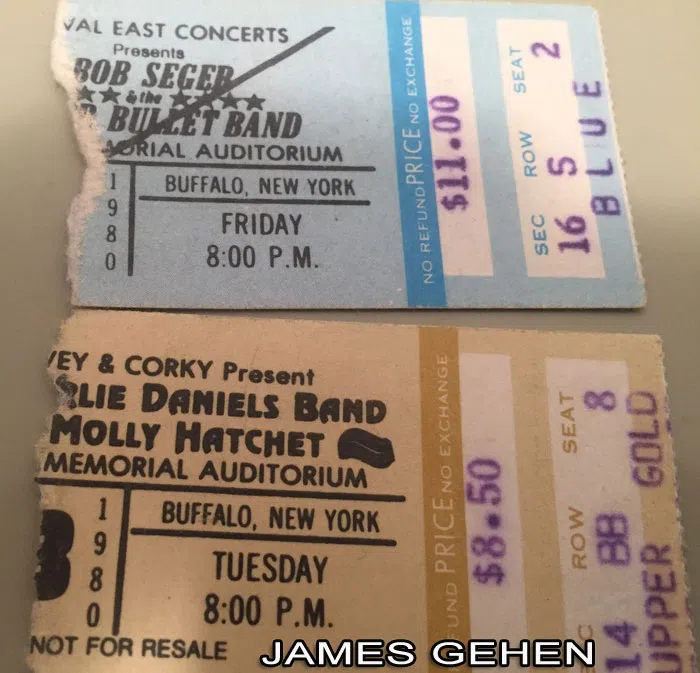 VAL EAST CONCERTS
Presents
BOB SEGER
& the
BULLET BAND
ORIAL AUDITORIUM
1980
BUFFALO, NEW YORK
FRIDAY
8:00 P.M.
NO REFUND PRICE NO EXCHANGE
$11.00
SEC ROW SEAT
16 S 2
BLUE
VEY & CORKY Present
RLIE DANIELS BAND
MOLLY HATCHET
MEMORIAL AUDITORIUM
1980
BUFFALO, NEW YORK
TUESDAY
8:00 P.M.
NOT FOR RESALE
FUND PRICE NO EXCHANGE
$8.50
C ROW SEAT
14 BB 8
UPPER GOLD
JAMES GEHEN